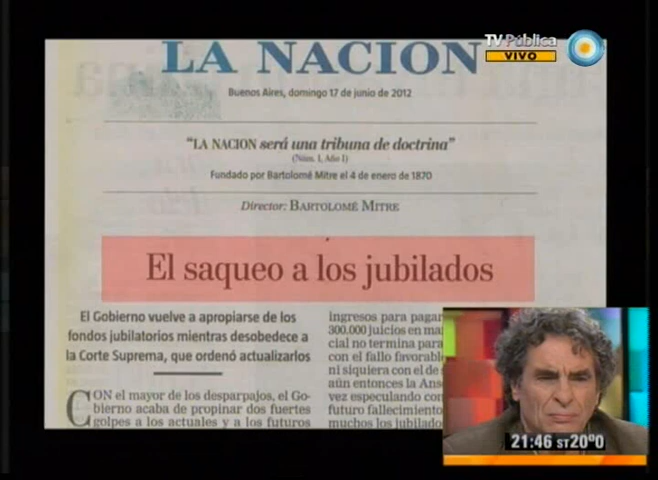 LA NACION
TV Pública
VIVO
Buenos Aires, domingo 17 de junio de 2012
"LA NACION será una tribuna de doctrina"
(Núm. 1, Año 1)
Fundado por Bartolomé Mitre el 4 de enero de 1870
Director: BARTOLOMÉ MITRE
El saqueo a los jubilados
El Gobierno vuelve a apropiarse de los
fondos jubilatorios mientras desobedece a
la Corte Suprema, que ordenó actualizarlos
CON el mayor de los desparpajos, el Go-
bierno acaba de propinar dos fuertes
golpes a los actuales y a los futuros
ingresos para pagar
300.000 juicios en ma
cial no termina para
con el fallo favorable
ni siquiera con el de
aún entonces la Ans
vez especulando con
futuro fallecimiento
muchos los jubilado
21:46 ST 20°0